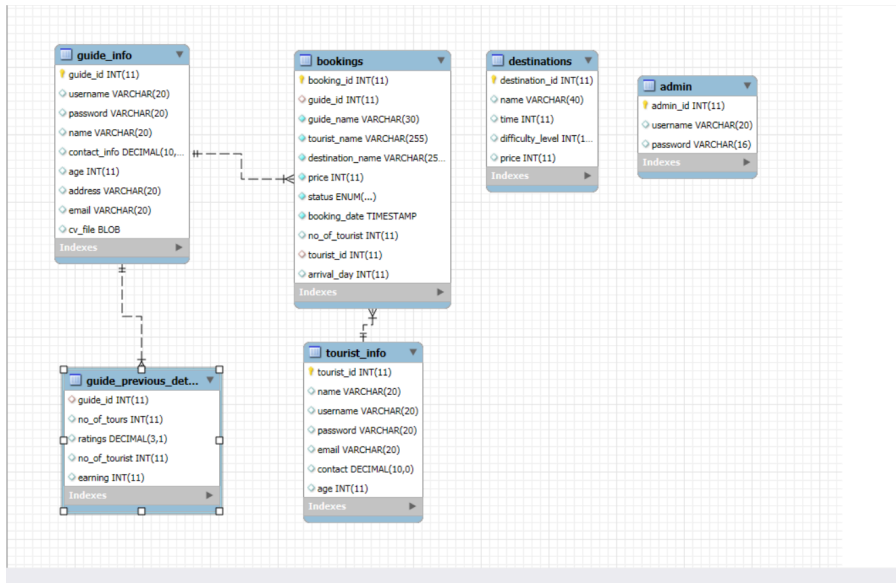 guide_info
guide_id INT(11)
username VARCHAR(20)
password VARCHAR(20)
name VARCHAR(20)
contact_info DECIMAL(10,...
age INT(11)
address VARCHAR(20)
email VARCHAR(20)
cv_file BLOB
Indexes
bookings
booking_id INT(11)
guide_id INT(11)
guide_name VARCHAR(30)
tourist_name VARCHAR(255)
destination_name VARCHAR(25...
price INT(11)
status ENUM(...)
booking_date TIMESTAMP
no_of_tourist INT(11)
tourist_id INT(11)
arrival_day INT(11)
Indexes
destinations
destination_id INT(11)
name VARCHAR(40)
time INT(11)
difficulty_level INT(1...
price INT(11)
Indexes
admin
admin_id INT(11)
username VARCHAR(20)
password VARCHAR(16)
Indexes
guide_previous_det...
guide_id INT(11)
no_of_tours INT(11)
ratings DECIMAL(3,1)
no_of_tourist INT(11)
earning INT(11)
Indexes
tourist_info
tourist_id INT(11)
name VARCHAR(20)
username VARCHAR(20)
password VARCHAR(20)
email VARCHAR(20)
contact DECIMAL(10,0)
age INT(11)
Indexes